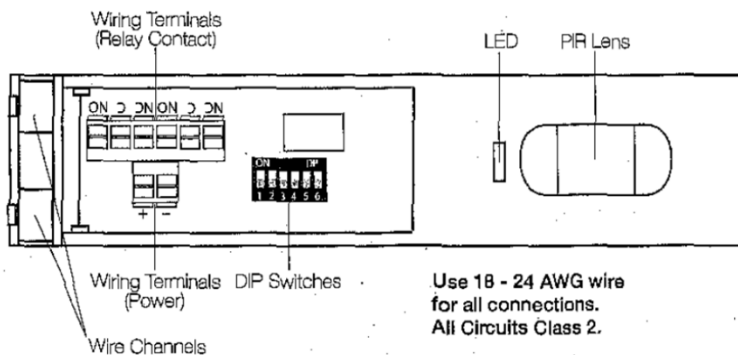 Wiring Terminals
(Relay Contact)
LED
PIR Lens
NO C NC NO C NC
ON DIP
1 2 3 4 5 6
+ -
Wiring Terminals
(Power)
DIP Switches
Use 18 - 24 AWG wire
for all connections.
All Circuits Class 2.
Wire Channels